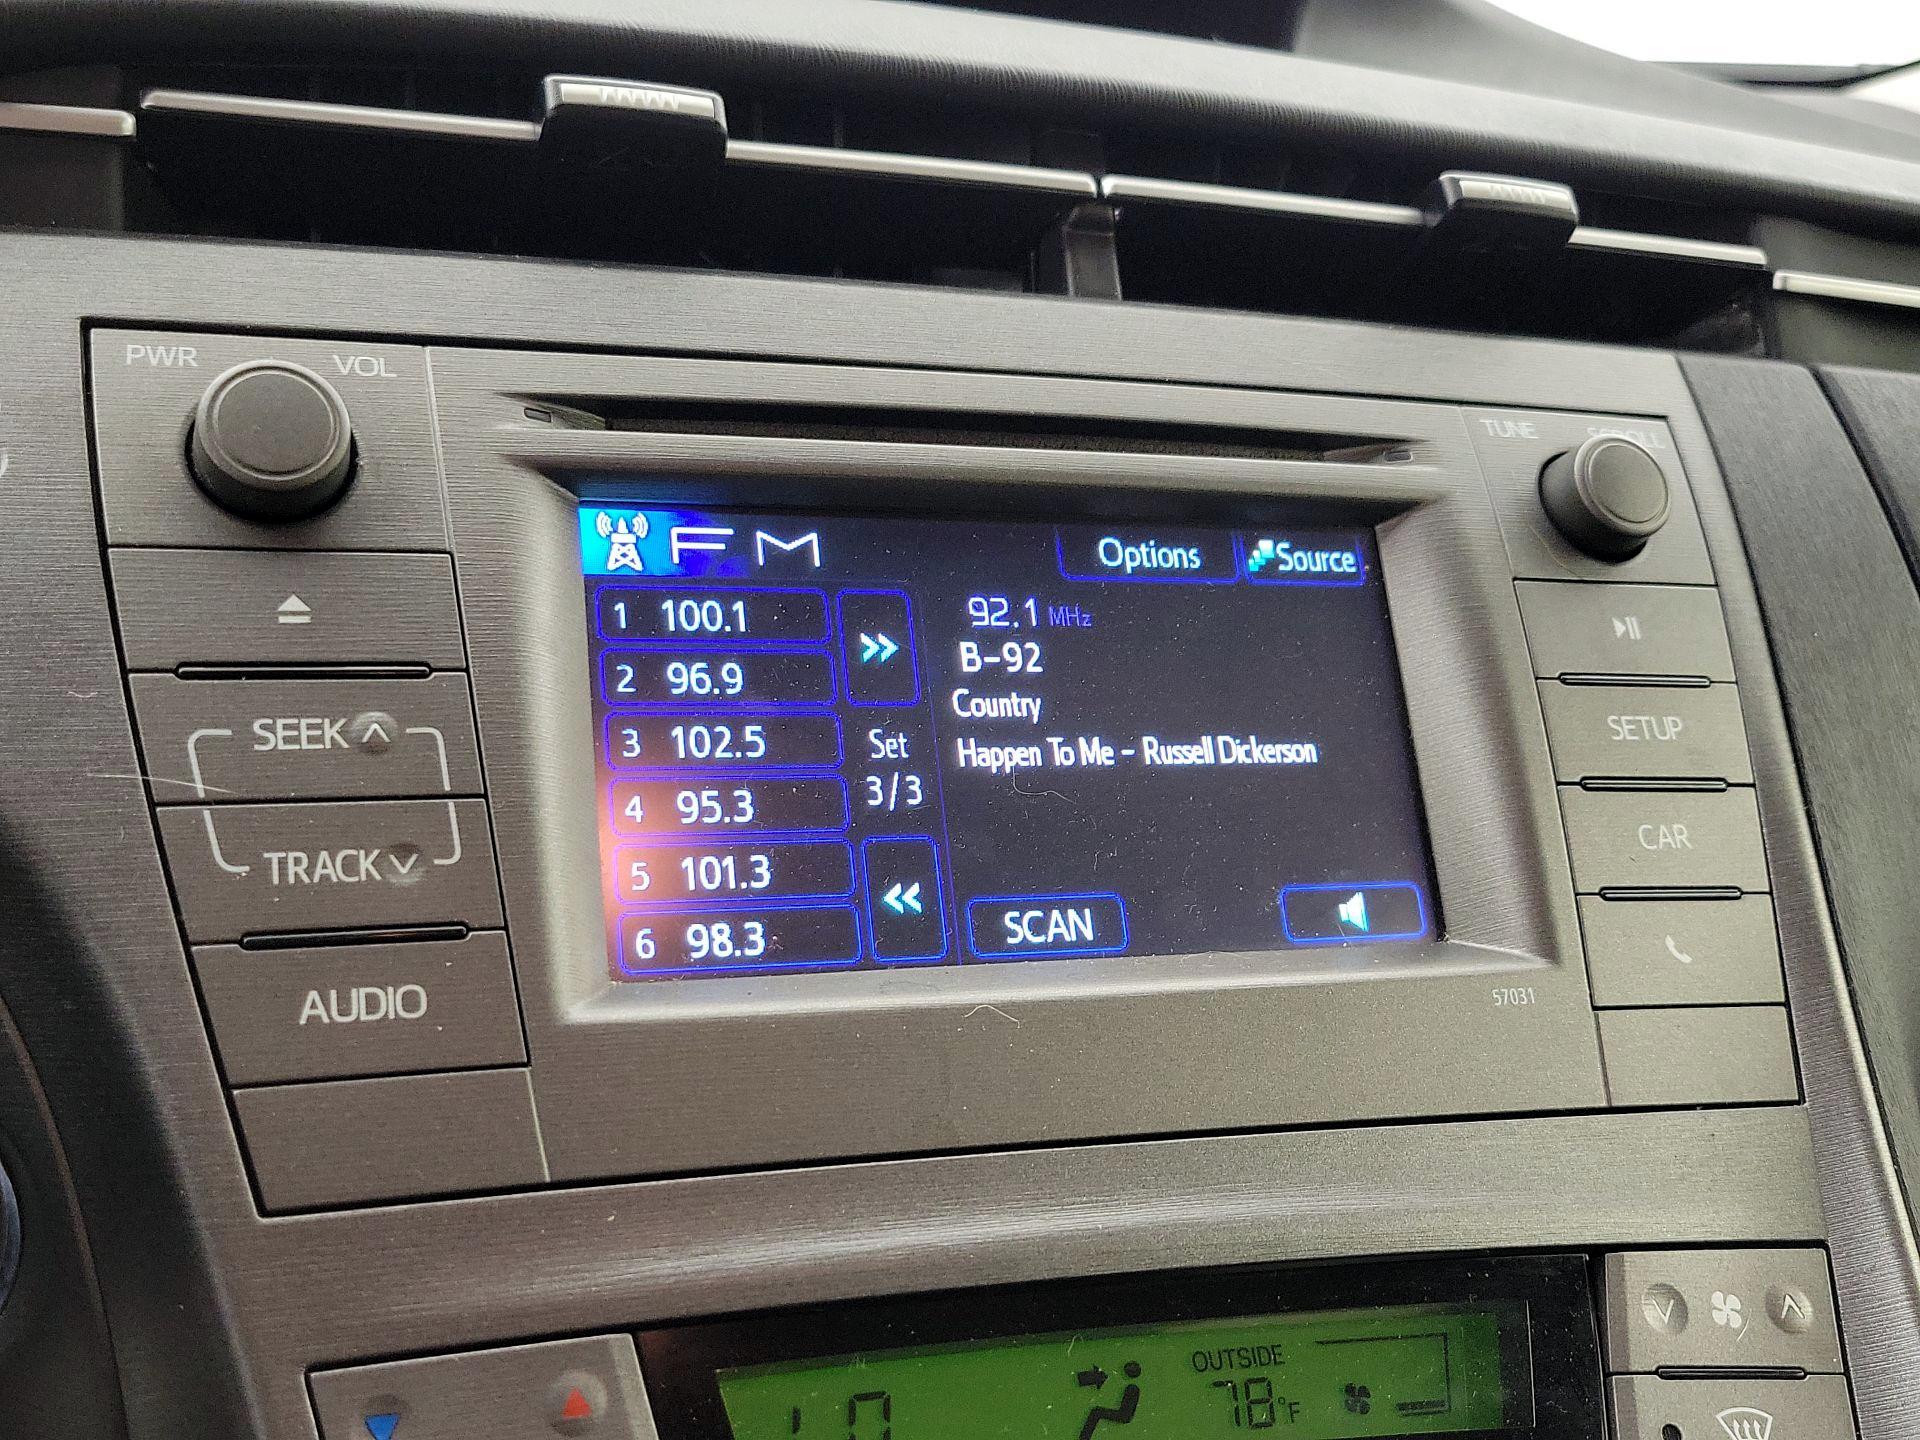 PWR VOL
TUNE SCROLL
FM
Options
Source
1 100.1
2 96.9
3 102.5
4 95.3
5 101.3
6 98.3
Set
3/3
92.1 MHz
B-92
Country
Happen To Me - Russell Dickerson
SCAN
SEEK
TRACK
AUDIO
SETUP
CAR
57031
OUTSIDE
78°F